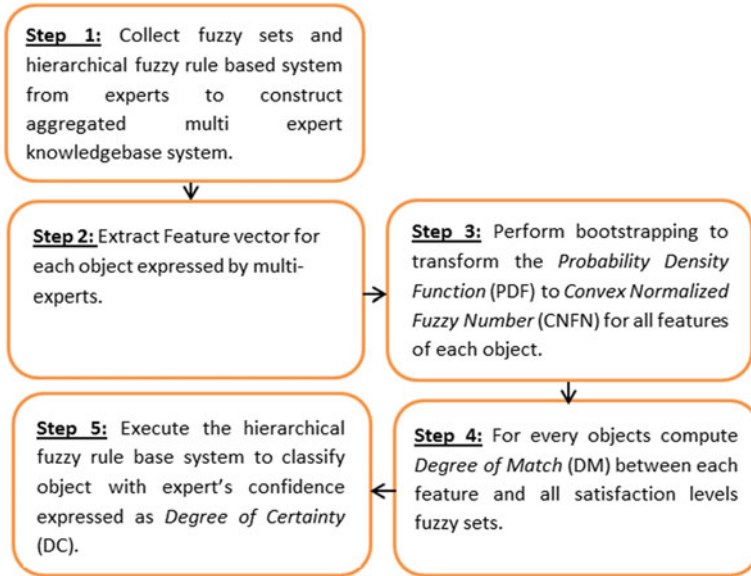 Step 1: Collect fuzzy sets and
hierarchical fuzzy rule based system
from experts to construct
aggregated multi expert
knowledgebase system.
Step 2: Extract Feature vector for
each object expressed by multi-
experts.
Step 3: Perform bootstrapping to
transform the Probability Density
Function (PDF) to Convex Normalized
Fuzzy Number (CNFN) for all features
of each object.
Step 4: For every objects compute
Degree of Match (DM) between each
feature and all satisfaction levels
fuzzy sets.
Step 5: Execute the hierarchical
fuzzy rule base system to classify
object with expert's confidence
expressed as Degree of Certainty
(DC).